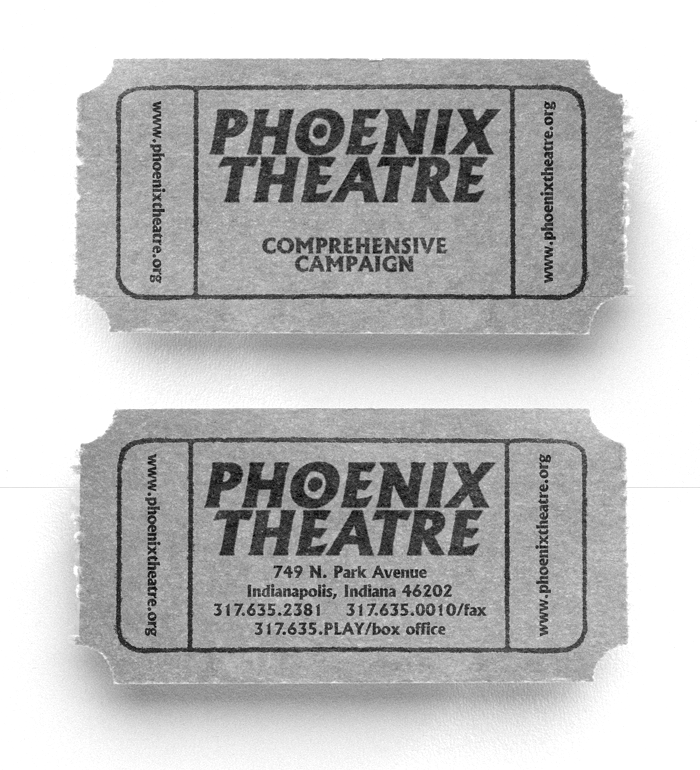 www.phoenixtheatre.org
PHOENIX
THEATRE
COMPREHENSIVE
CAMPAIGN
www.phoenixtheatre.org
www.phoenixtheatre.org
PHOENIX
THEATRE
749 N. Park Avenue
Indianapolis, Indiana 46202
317.635.2381 317.635.0010/fax
317.635.PLAY/box office
www.phoenixtheatre.org